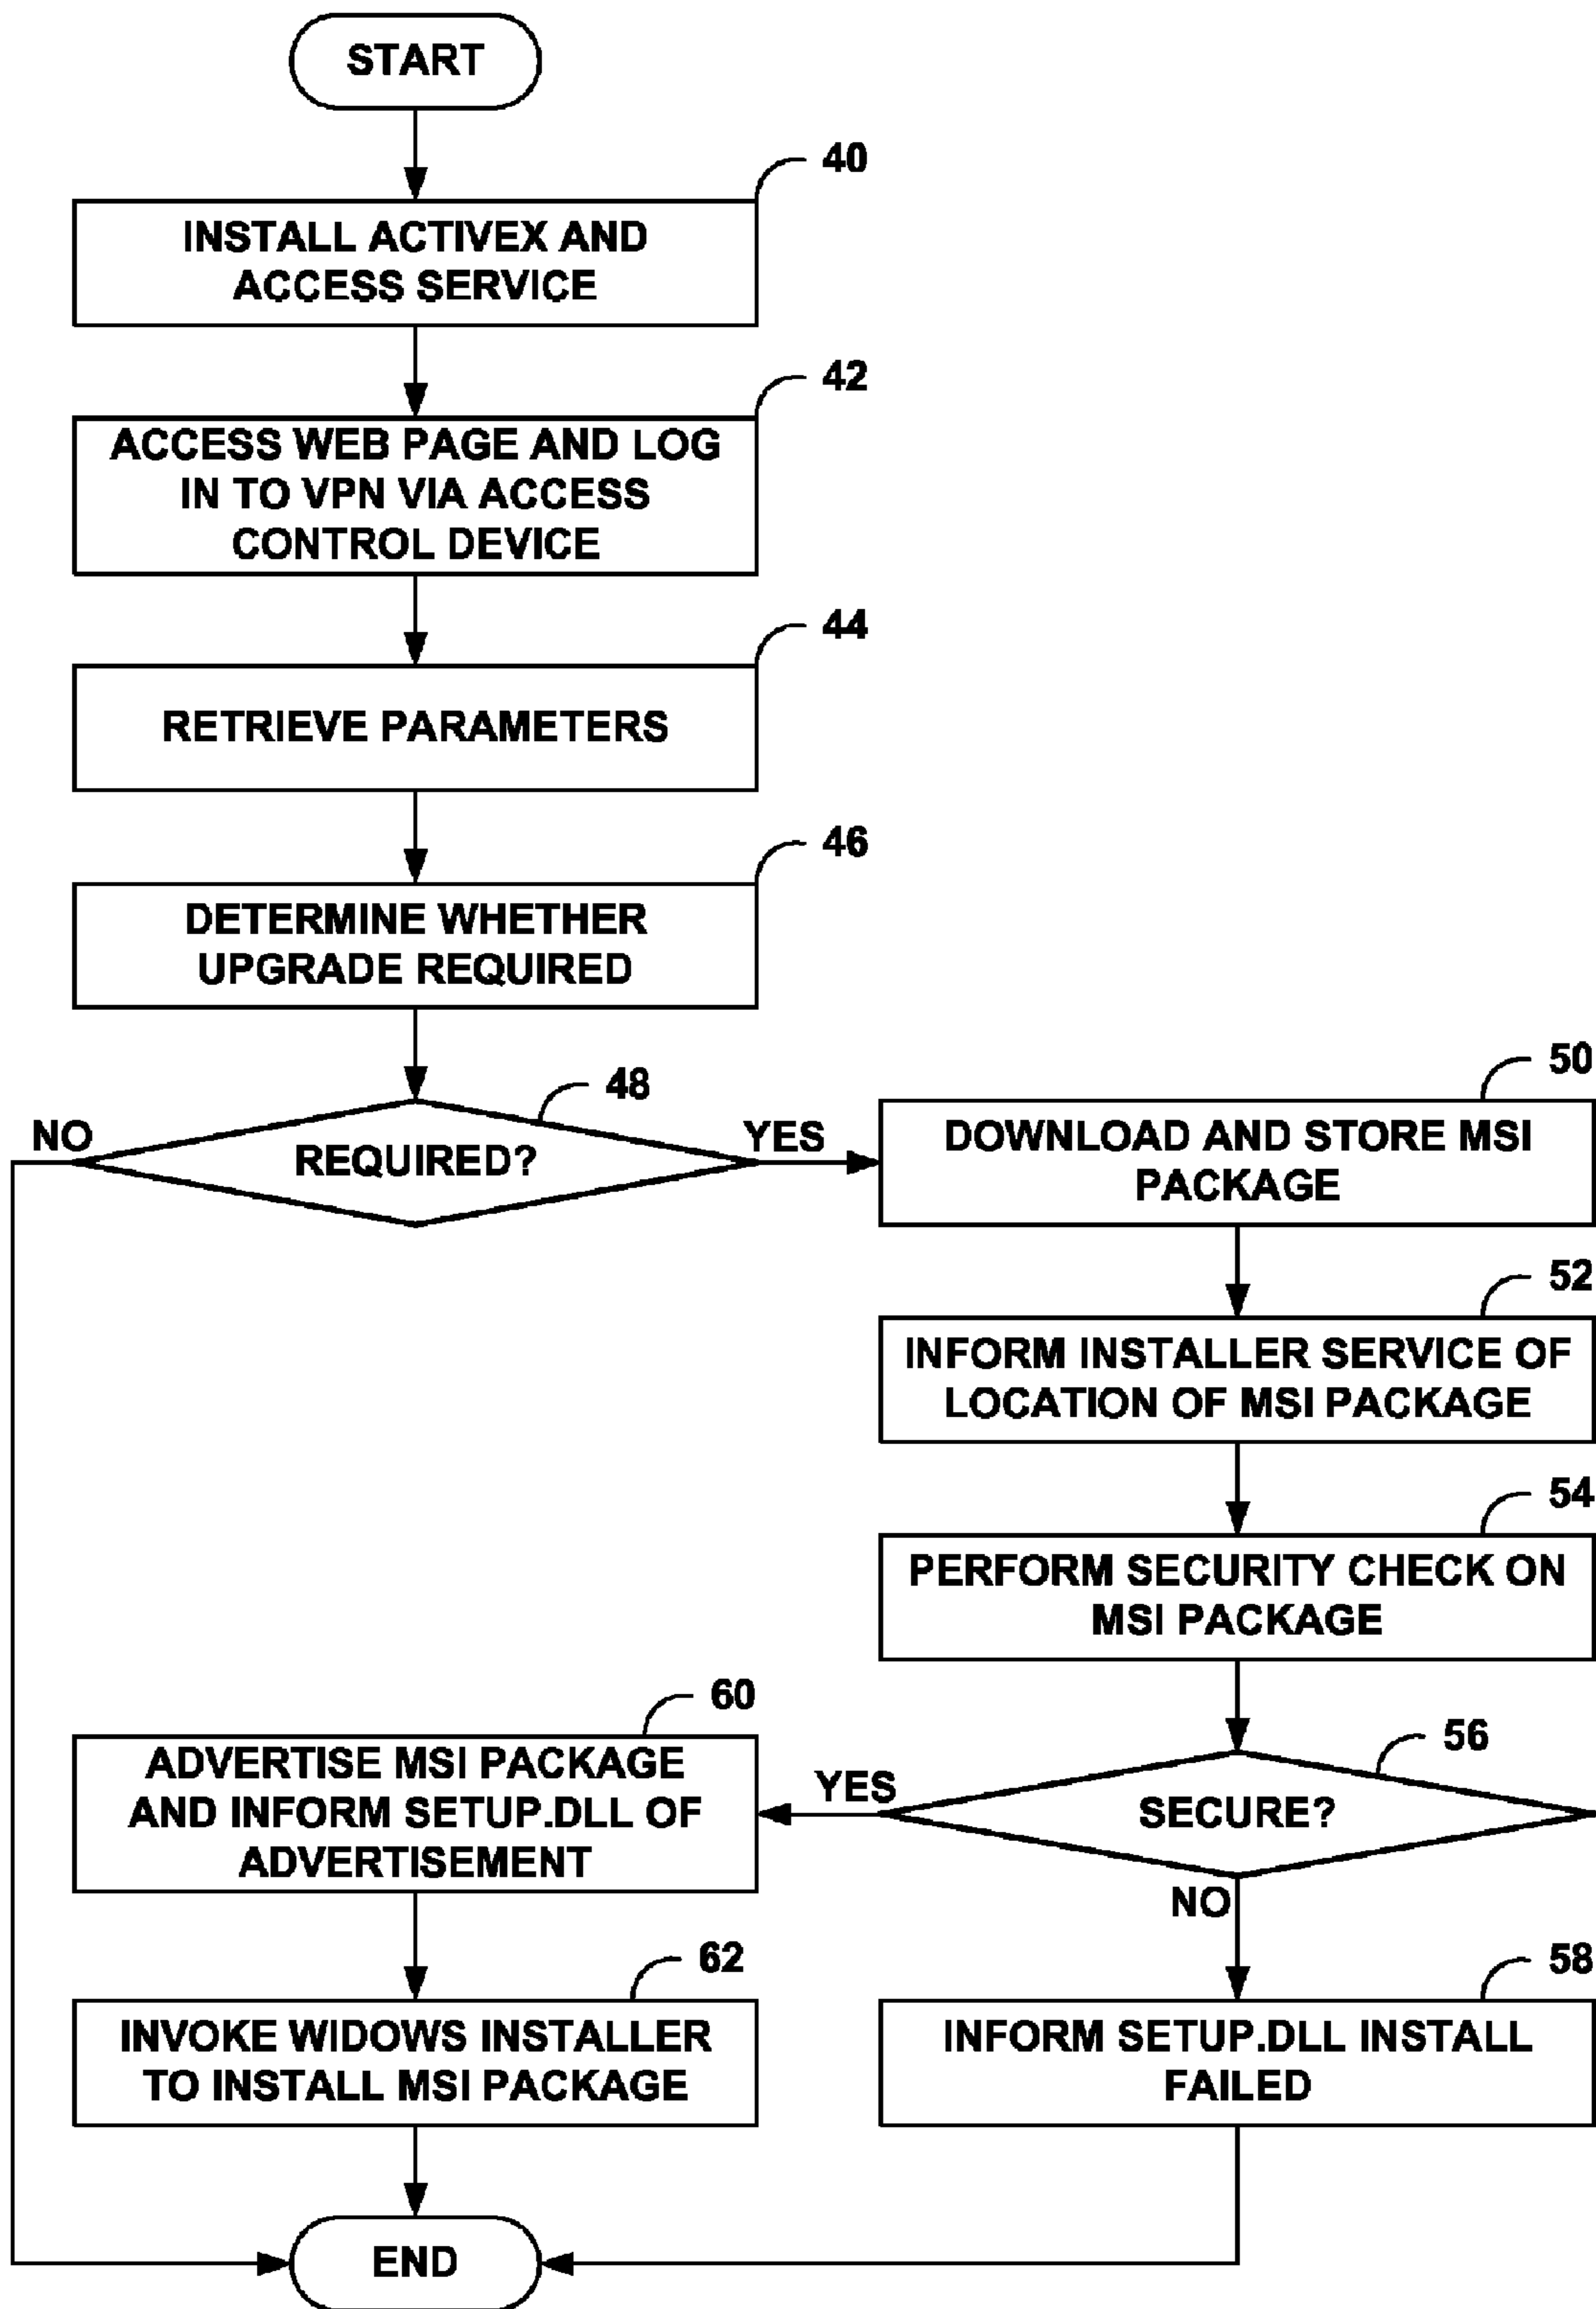 START
40
INSTALL ACTIVEX AND
ACCESS SERVICE
42
ACCESS WEB PAGE AND LOG
IN TO VPN VIA ACCESS
CONTROL DEVICE
44
RETRIEVE PARAMETERS
46
DETERMINE WHETHER
UPGRADE REQUIRED
48
NO
REQUIRED?
YES
50
DOWNLOAD AND STORE MSI
PACKAGE
52
INFORM INSTALLER SERVICE OF
LOCATION OF MSI PACKAGE
54
PERFORM SECURITY CHECK ON
MSI PACKAGE
56
SECURE?
YES
NO
60
ADVERTISE MSI PACKAGE
AND INFORM SETUP.DLL OF
ADVERTISEMENT
62
INVOKE WIDOWS INSTALLER
TO INSTALL MSI PACKAGE
58
INFORM SETUP.DLL INSTALL
FAILED
END